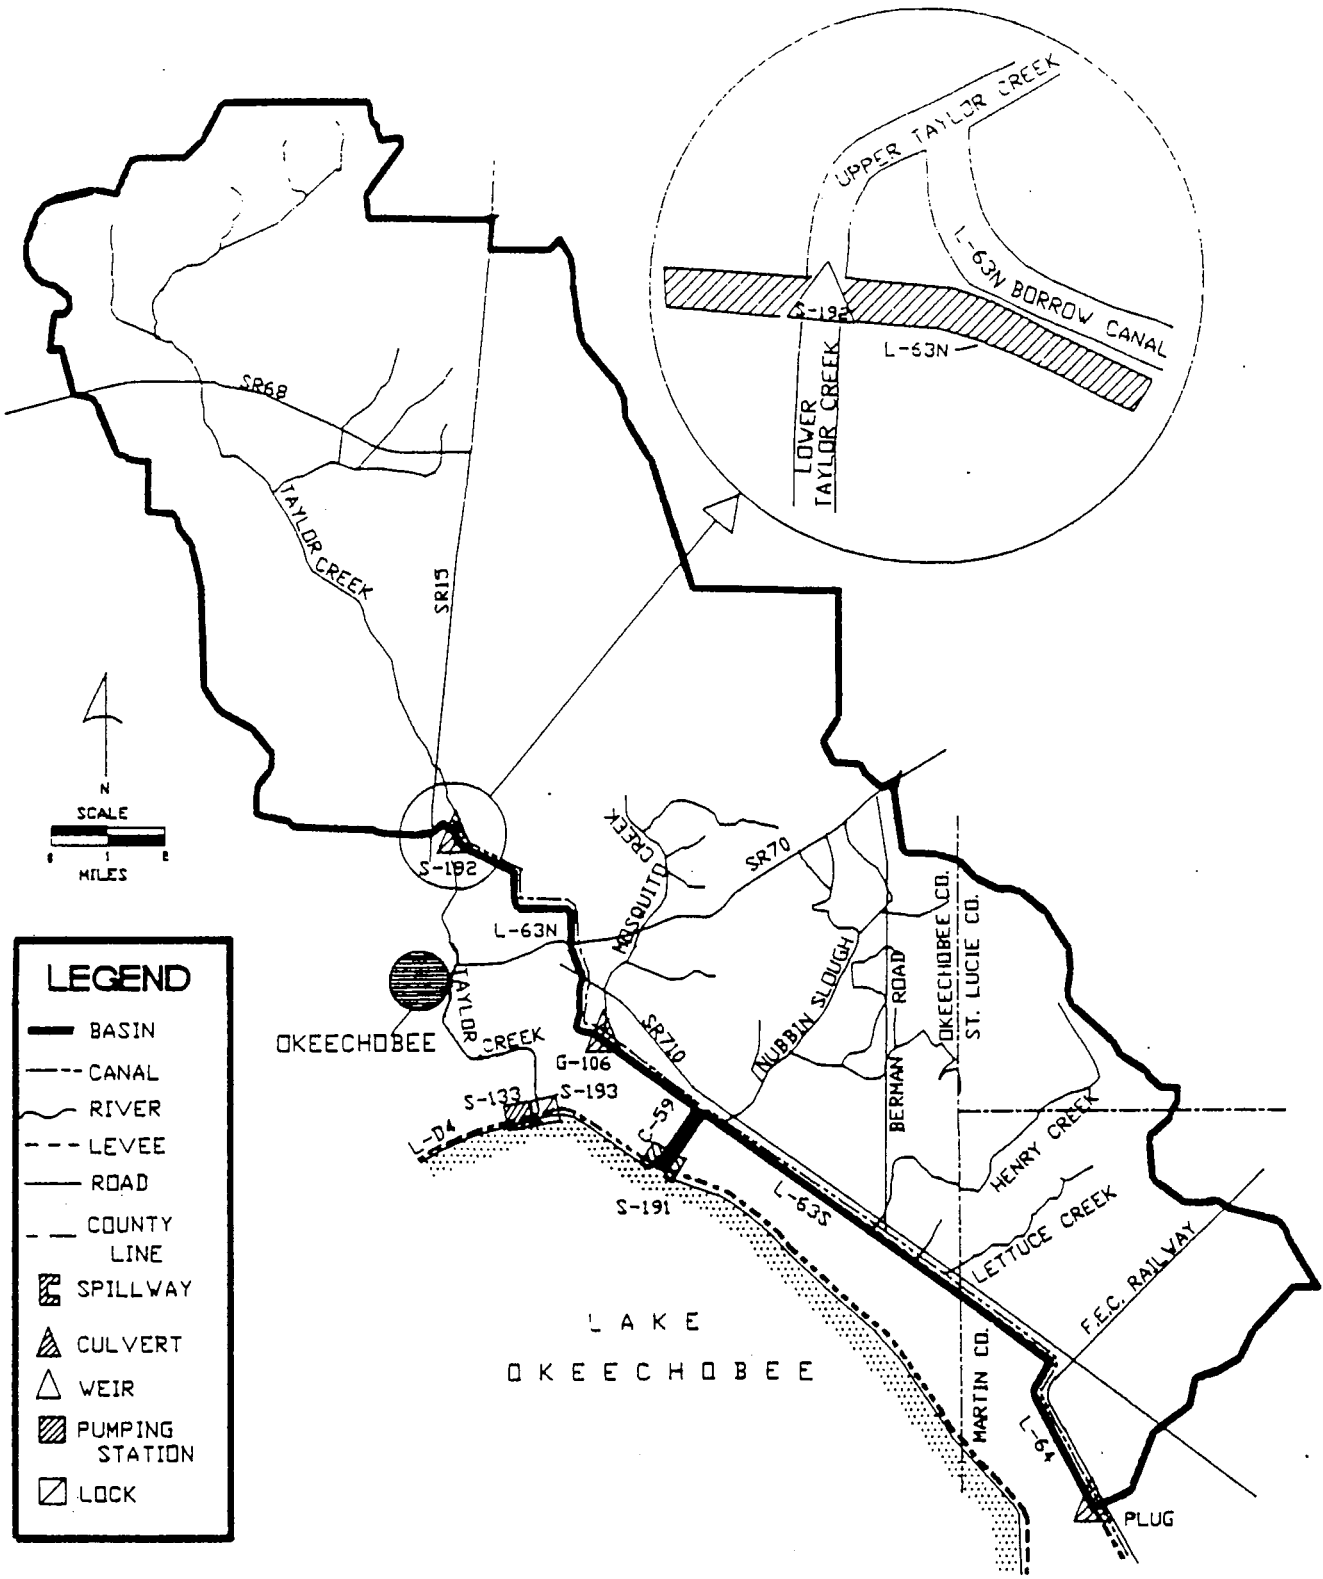 UPPER TAYLOR CREEK
L-63N BORROW CANAL
S-192
L-63N
LOWER
TAYLOR CREEK
SR68
TAYLOR CREEK
SR15
N
SCALE
0 1 2
MILES
S-192
L-63N
MOSQUITO CREEK
SR70
NUBBIN SLOUGH
BERMAN ROAD
OKEECHOBEE CO.
ST. LUCIE CO.
OKEECHOBEE
TAYLOR CREEK
G-106
SR710
S-133
S-193
L-D4
C-59
S-191
L-63S
HENRY CREEK
LETTUCE CREEK
F.E.C. RAILWAY
MARTIN CO.
L-64
PLUG
LAKE
OKEECHOBEE
LEGEND
BASIN
CANAL
RIVER
LEVEE
ROAD
COUNTY
LINE
SPILLWAY
CULVERT
WEIR
PUMPING
STATION
LOCK